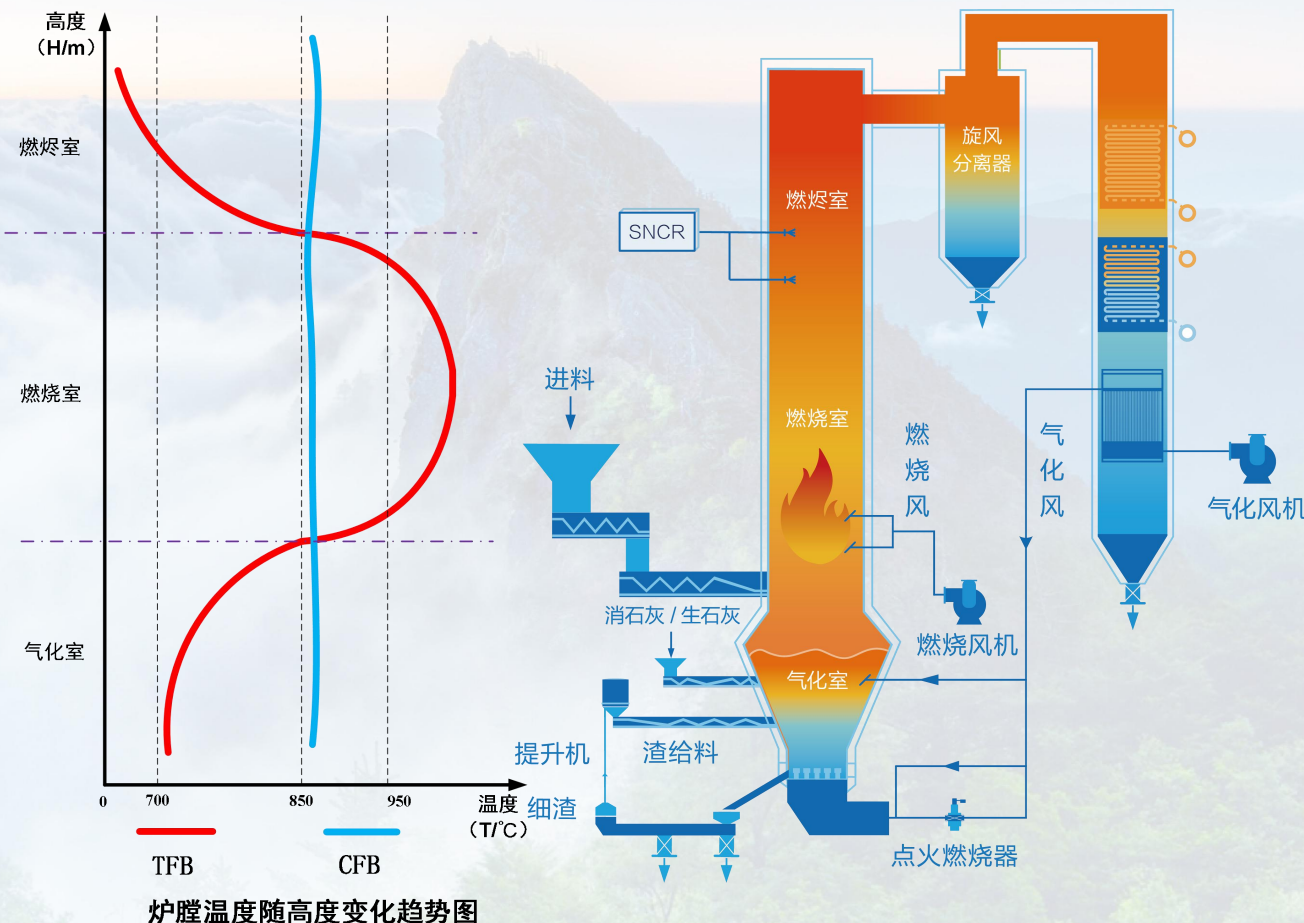 高度
（H/m）
燃烬室
燃烧室
气化室
0
700
850
950
温度
（T/℃）
TFB
CFB
炉膛温度随高度变化趋势图
SNCR
燃烬室
旋风
分离器
进料
燃烧室
燃烧风
气化风
气化风机
消石灰 / 生石灰
燃烧风机
气化室
提升机
渣给料
细渣
点火燃烧器